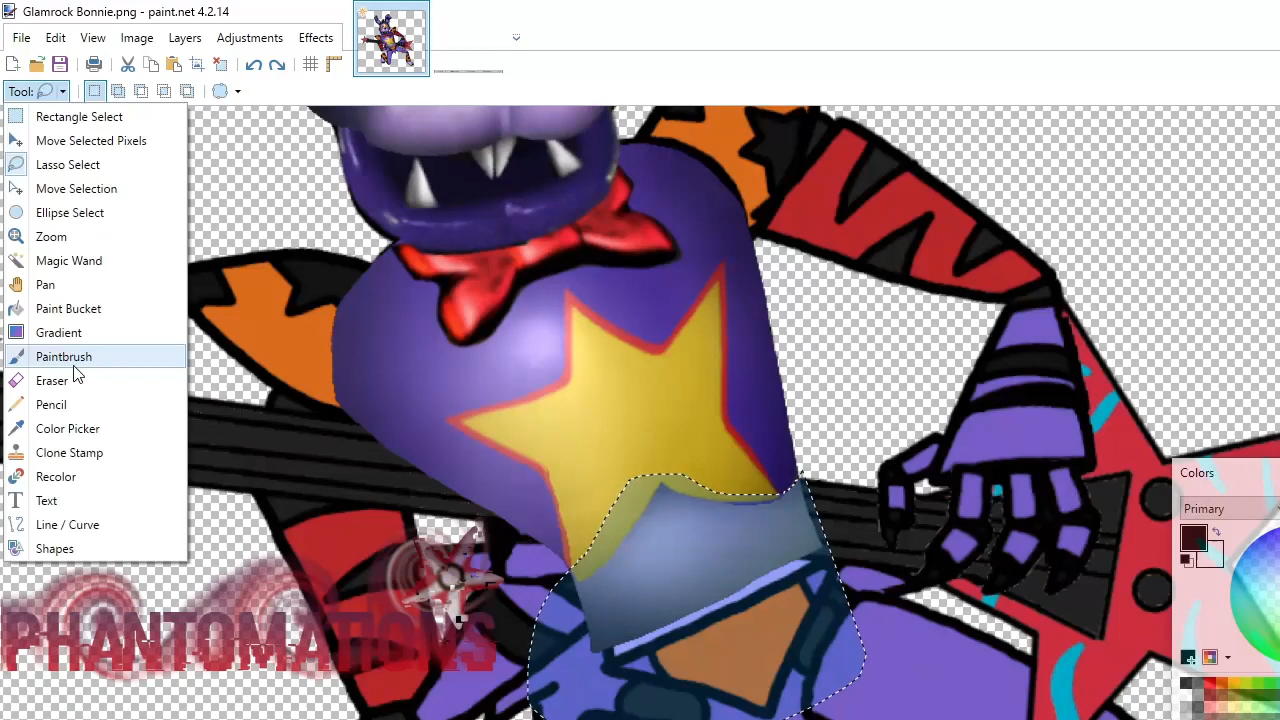 Glamrock Bonnie.png - paint.net 4.2.14
File Edit View Image Layers Adjustments Effects
Tool:
Rectangle Select
Move Selected Pixels
Lasso Select
Move Selection
Ellipse Select
Zoom
Magic Wand
Pan
Paint Bucket
Gradient
Paintbrush
Eraser
Pencil
Color Picker
Clone Stamp
Recolor
Text
Line / Curve
Shapes
Colors
Primary
PHANTOMATIONS